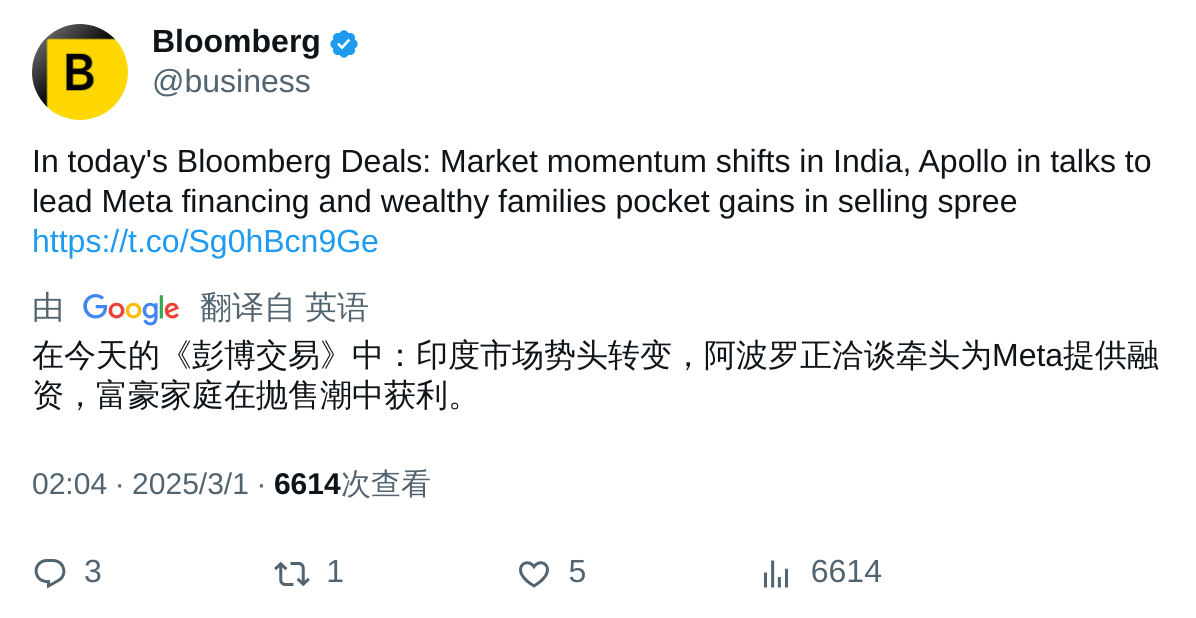 B
Bloomberg
@business
In today's Bloomberg Deals: Market momentum shifts in India, Apollo in talks to
lead Meta financing and wealthy families pocket gains in selling spree
https://t.co/Sg0hBcn9Ge
由 Google 翻译自 英语
在今天的《彭博交易》中：印度市场势头转变，阿波罗正洽谈牵头为Meta提供融
资，富豪家庭在抛售潮中获利。
02:04 · 2025/3/1 · 6614次查看
3 1 5 6614